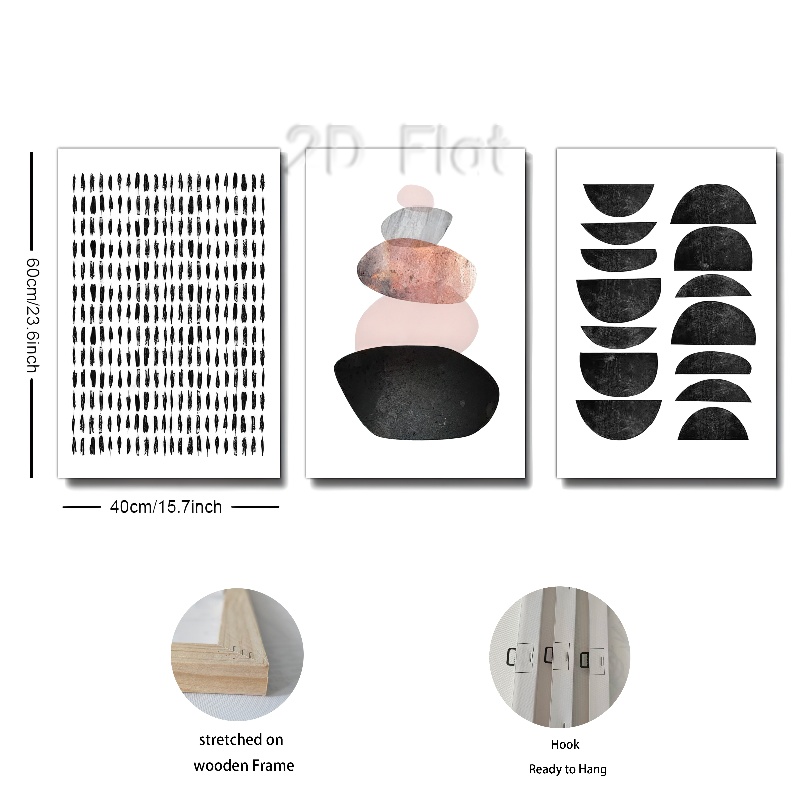 2D Flat
60cm/23.6inch
40cm/15.7inch
stretched on
wooden Frame
Hook
Ready to Hang